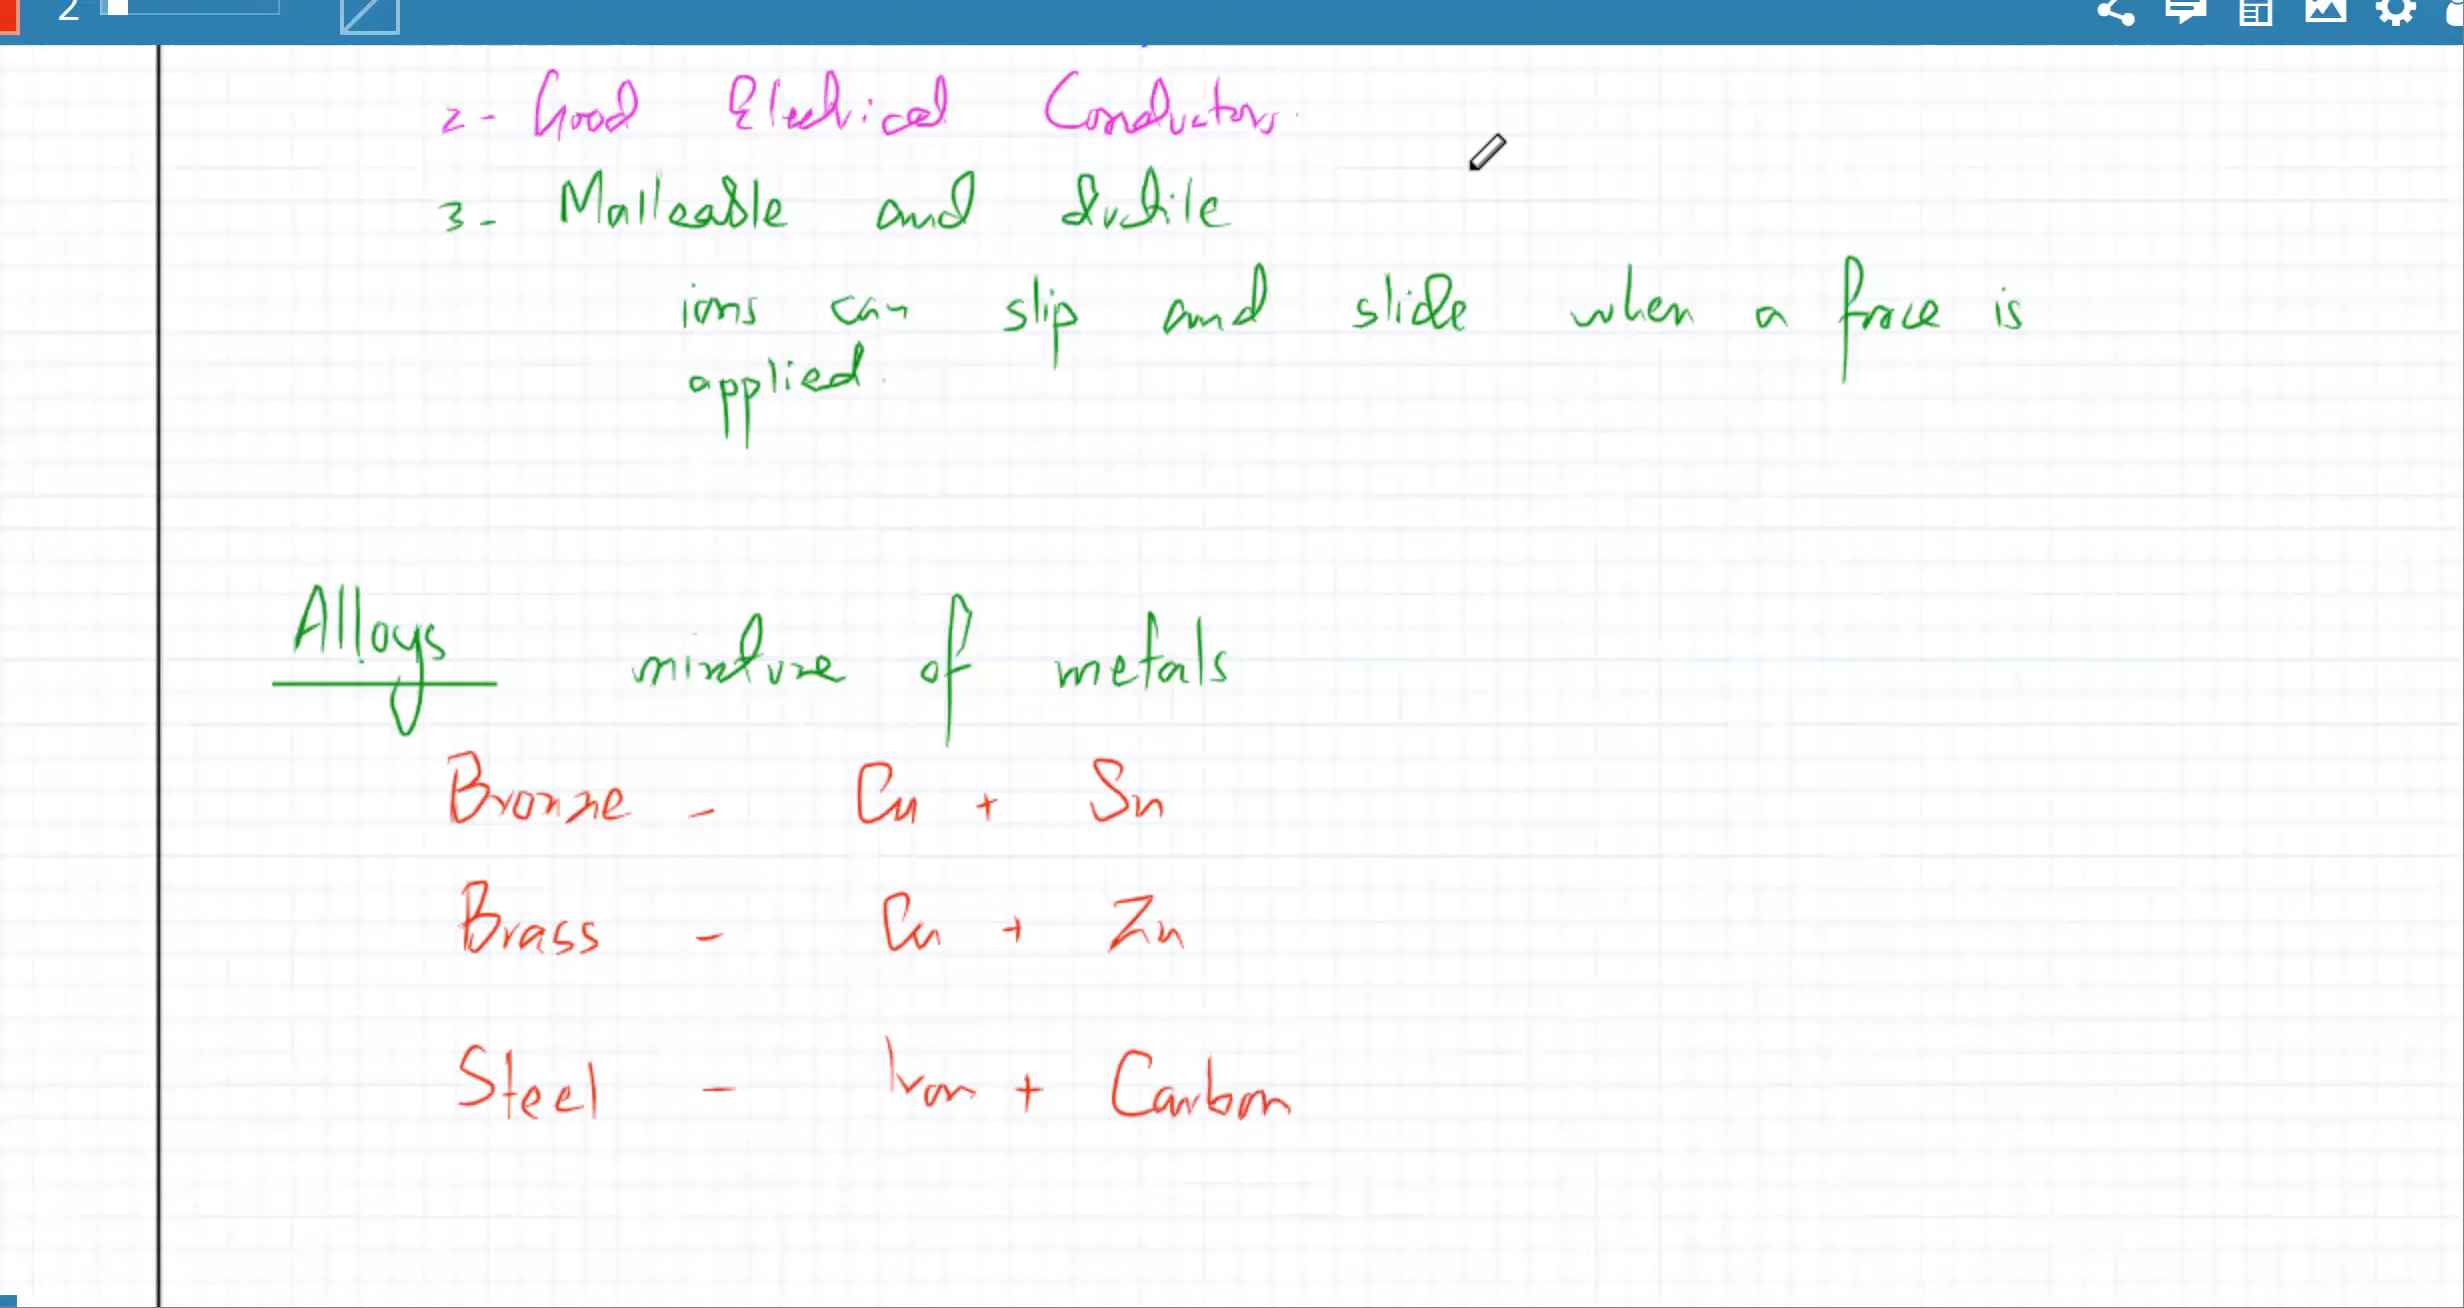 2
2- Good Electrical Conductors.
3- Malleable and ductile
ions can slip and slide when a force is
applied.
Alloys mixture of metals
Bronze - Cu + Sn
Brass - Cu + Zn
Steel - Iron + Carbon